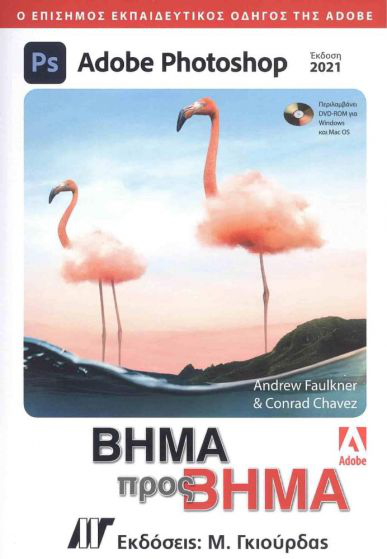 Ο ΕΠΙΣΗΜΟΣ ΕΚΠΑΙΔΕΥΤΙΚΟΣ ΟΔΗΓΟΣ ΤΗΣ ADOBE
Ps
Adobe Photoshop
Έκδοση
2021
Περιλαμβάνει
DVD-ROM για
Windows
και Mac OS
Andrew Faulkner
& Conrad Chavez
ΒΗΜΑ
προς ΒΗΜΑ
Adobe
Εκδόσεις: Μ. Γκιούρδας